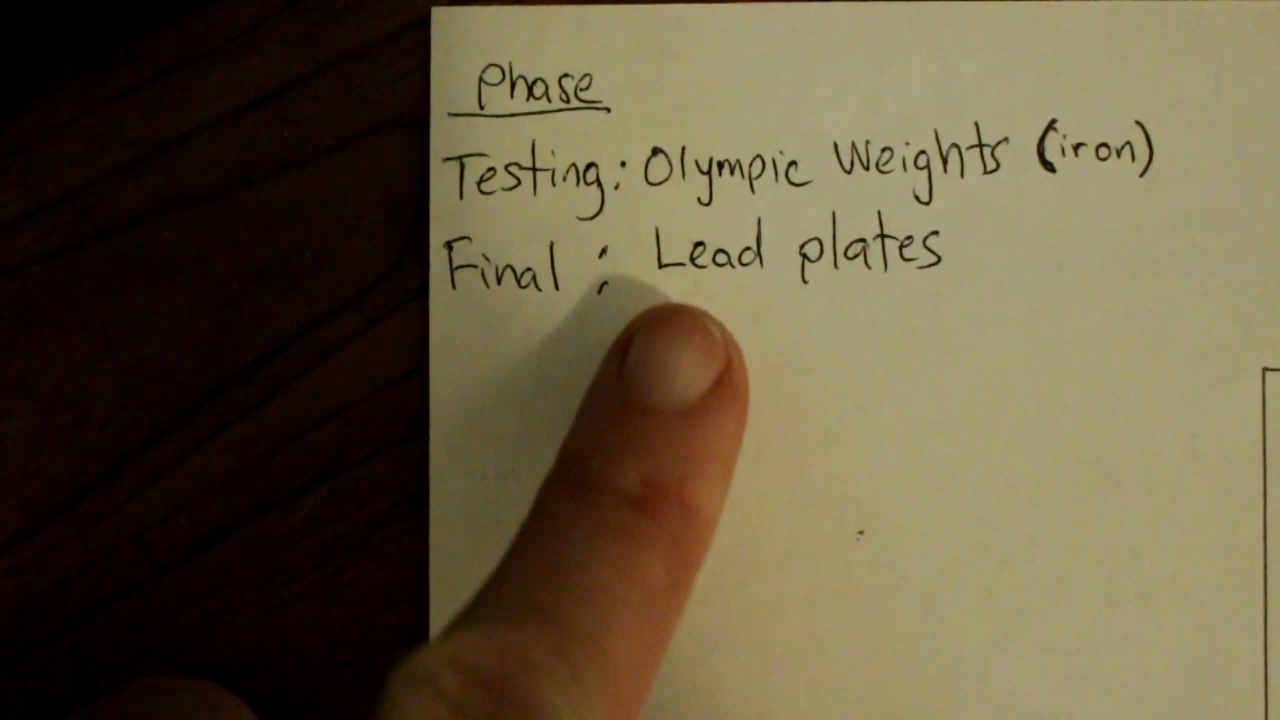 Phase
Testing: Olympic Weights (iron)
Final : Lead plates